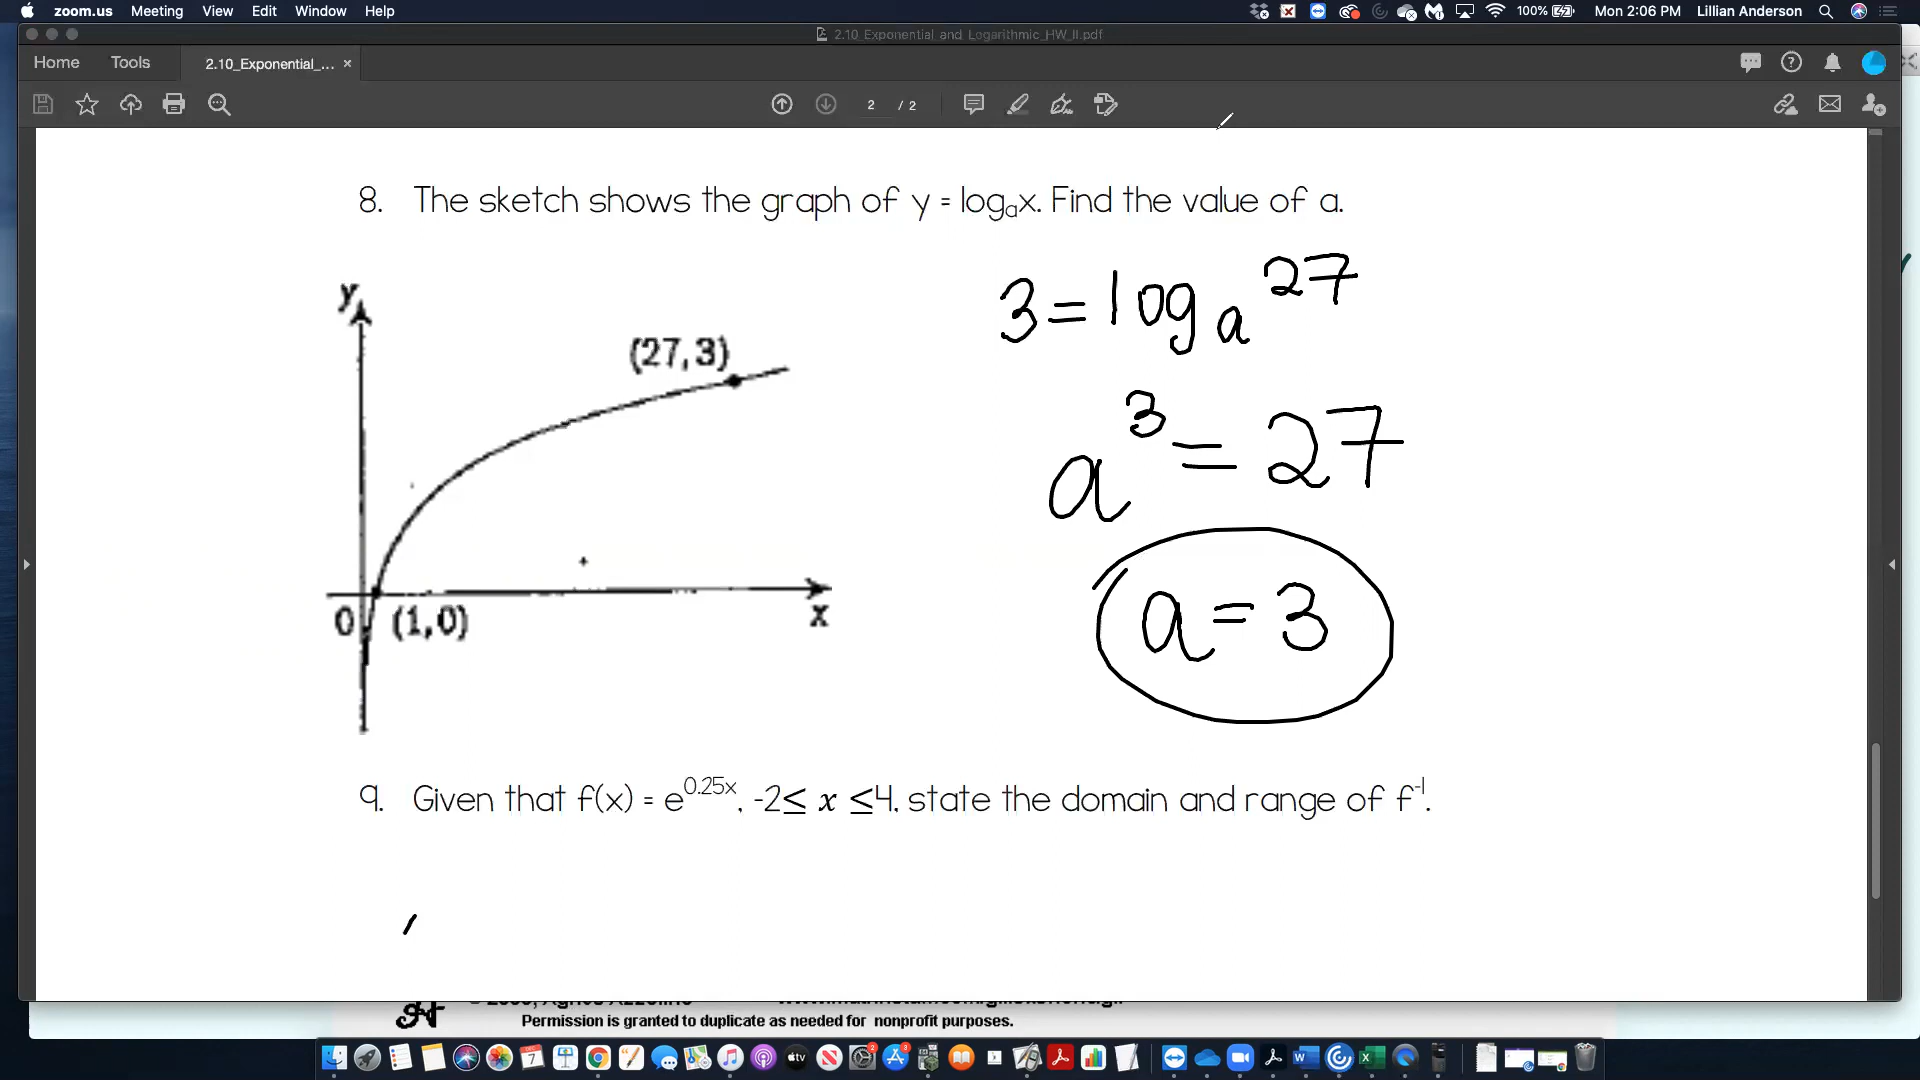 zoom.us Meeting View Edit Window Help 100% Mon 2:06 PM Lillian Anderson
2.10_Exponential_and_Logarithmic_HW_II.pdf
Home Tools 2.10_Exponential_... ×
2 / 2
8. The sketch shows the graph of y = logₐx. Find the value of a.
y
(27,3)
0 (1,0) x
3 = log a 27
a³ = 27
a = 3
9. Given that f(x) = e^0.25x, -2≤ x ≤4, state the domain and range of f⁻¹.
Permission is granted to duplicate as needed for nonprofit purposes.